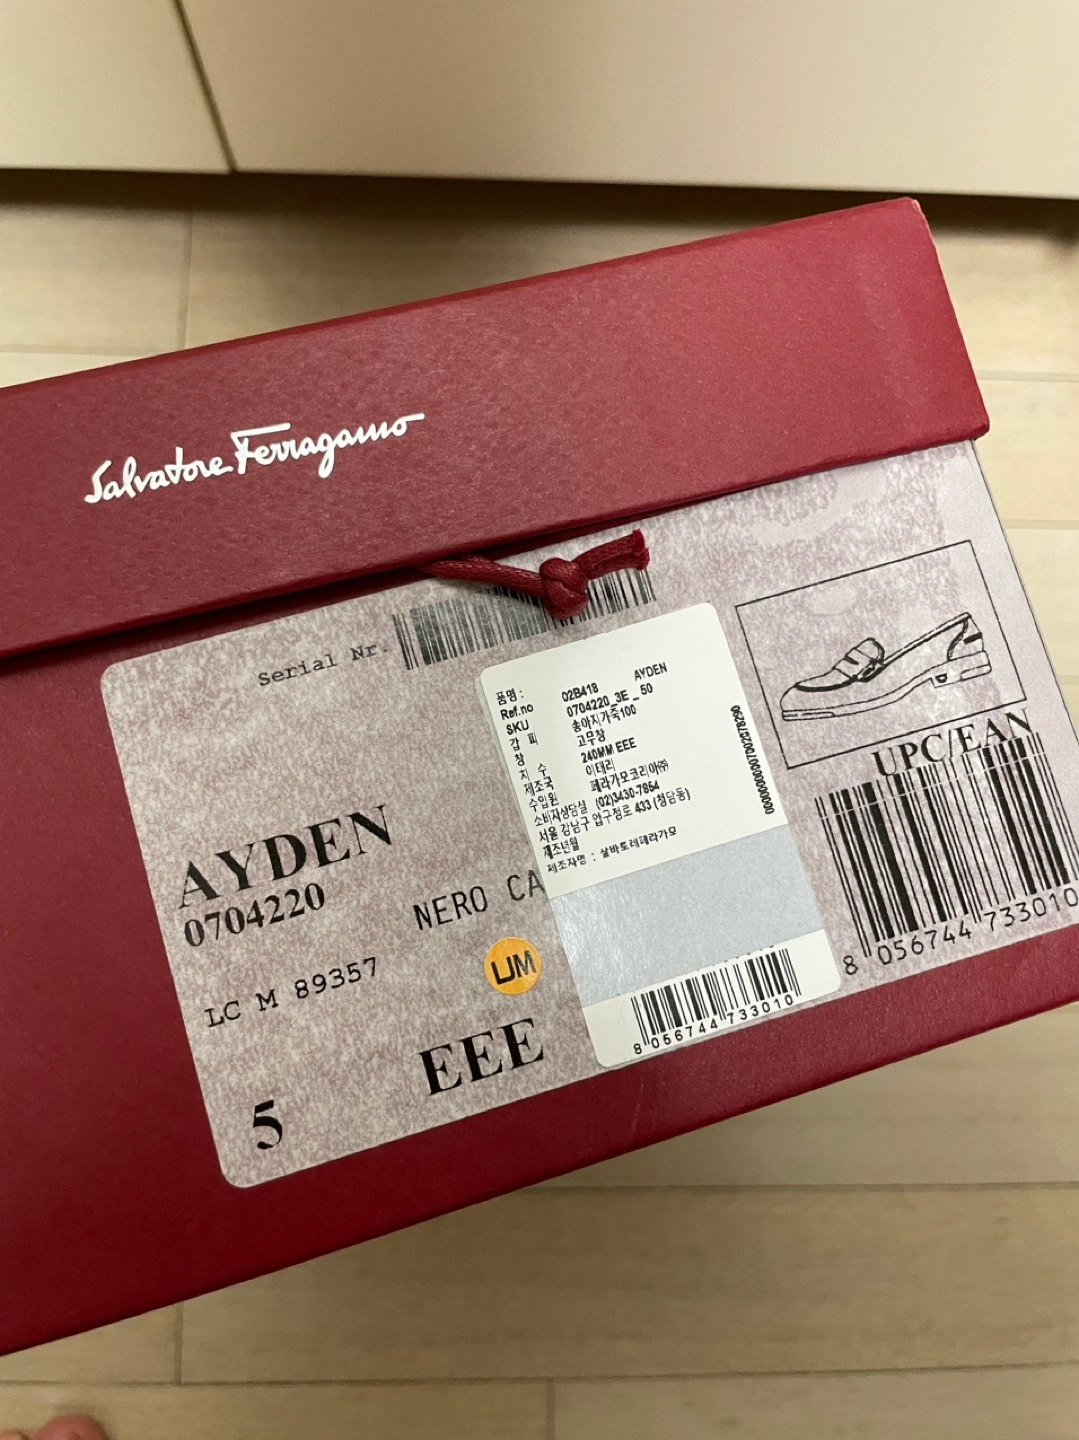 Salvatore Ferragamo
Serial Nr.
AYDEN
0704220
NERO CA
LC M 89357
UM
EEE
5
품명 : 02B418 AYDEN
Ref.no 0704220_3E _ 50
SKU
갑 피 송아지가죽100
창 고무창
치 수 240MM EEE
제조국 이태리
수입원 페라가모코리아㈜
소비자상담실 (02)3430-7854
서울 강남구 압구정로 433 (청담동)
제조년월
제조자명 : 살바토레페라가모
8 056744 733010
UPC/EAN
8 056744 733010